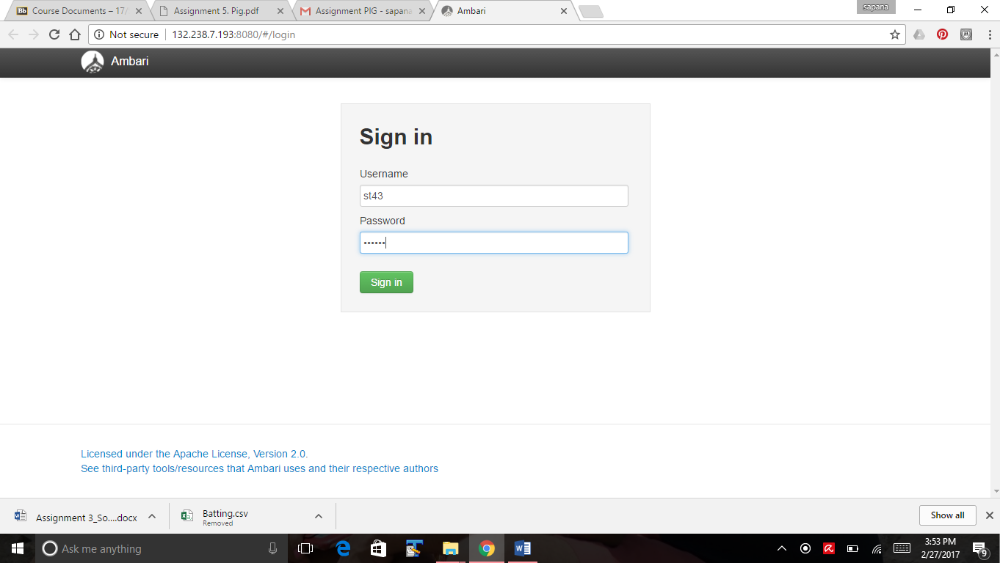 Bb Course Documents – 17/
Assignment 5. Pig.pdf
Assignment PIG - sapana
Ambari
sapana
Not secure 132.238.7.193:8080/#/login
Ambari
Sign in
Username
st43
Password
••••••
Sign in
Licensed under the Apache License, Version 2.0.
See third-party tools/resources that Ambari uses and their respective authors
Assignment 3_So....docx
Batting.csv
Removed
Show all
Ask me anything
3:53 PM
2/27/2017
9